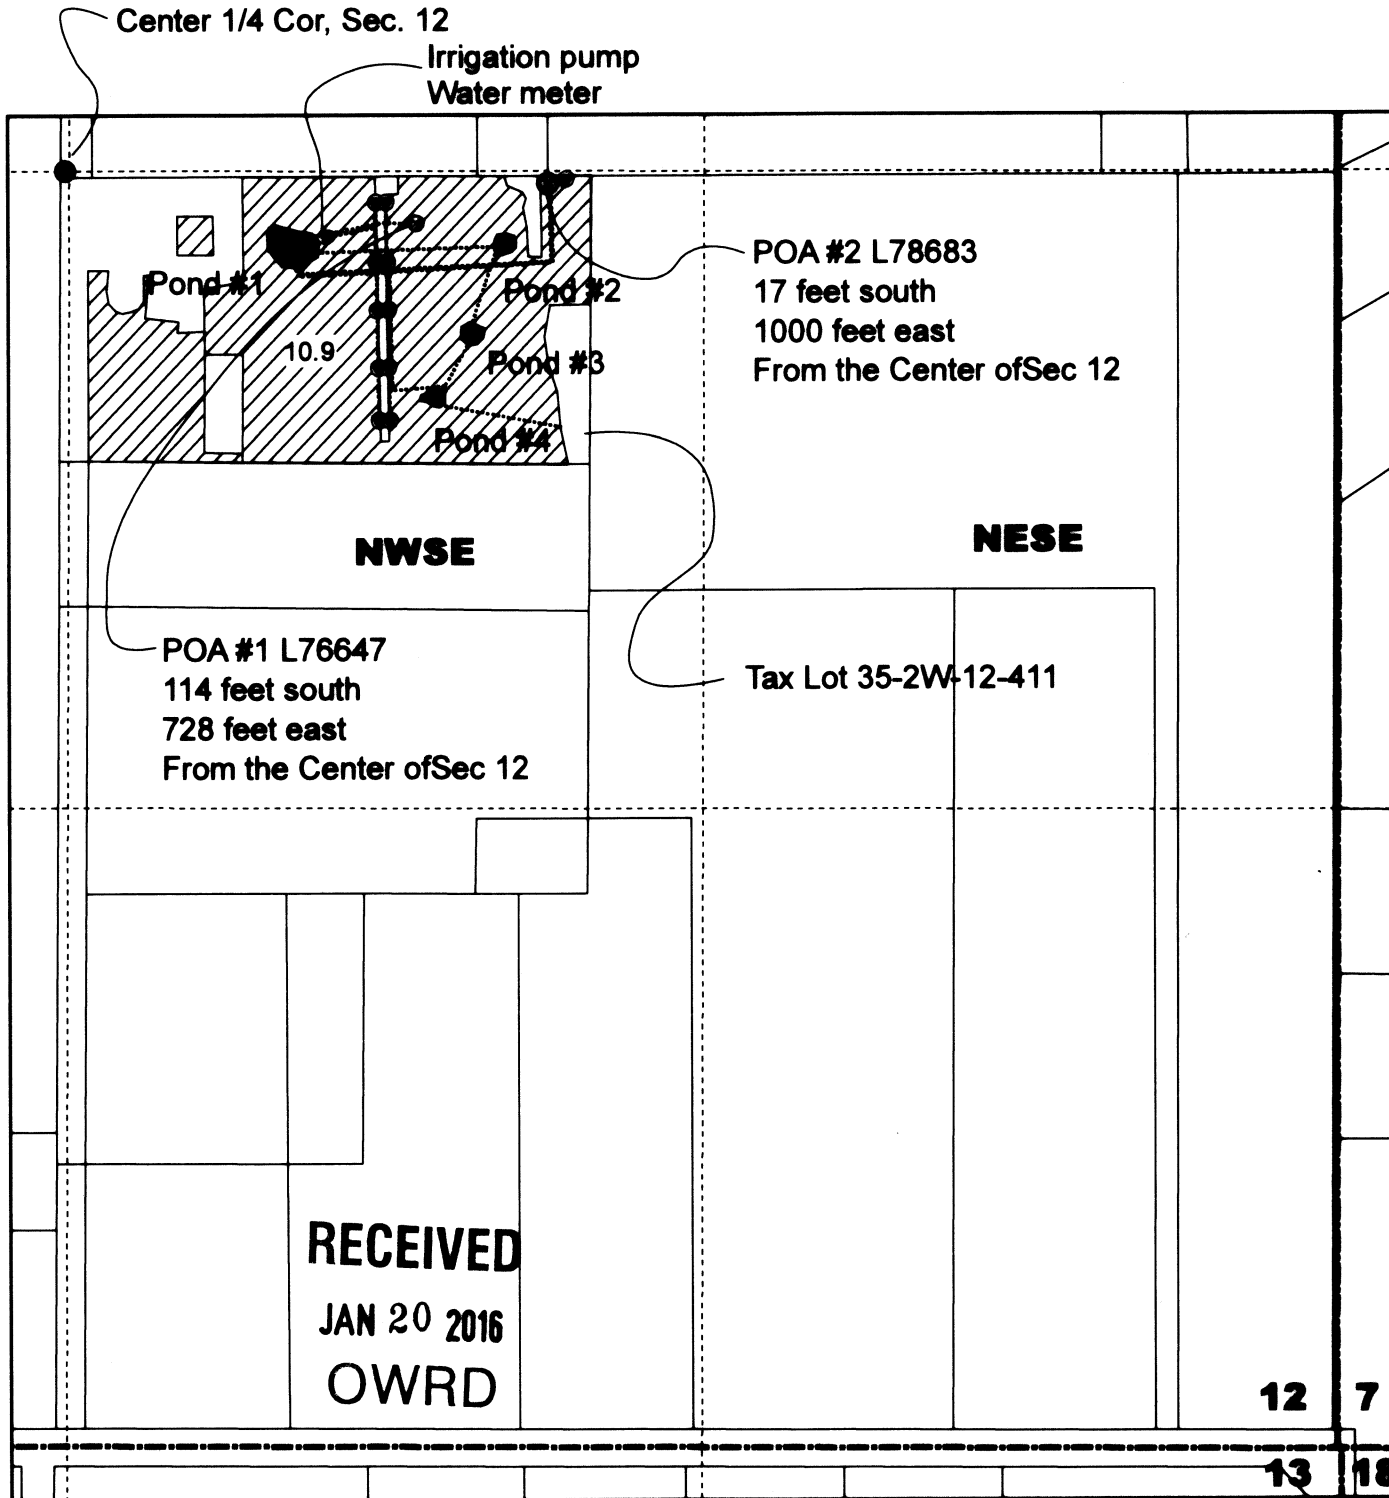 Center 1/4 Cor, Sec. 12
Irrigation pump
Water meter
POA #2 L78683
17 feet south
1000 feet east
From the Center ofSec 12
Pond #1
Pond #2
10.9
Pond #3
Pond #4
NWSE
NESE
POA #1 L76647
114 feet south
728 feet east
From the Center ofSec 12
Tax Lot 35-2W-12-411
RECEIVED
JAN 20 2016
OWRD
12 7
13 18